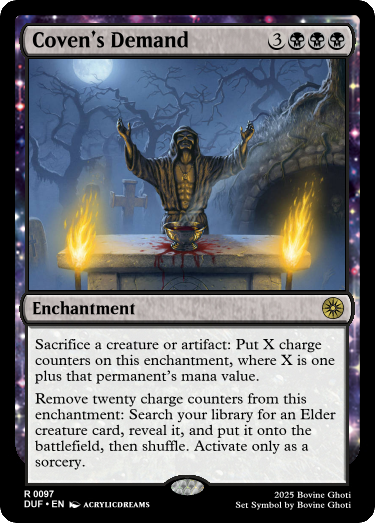 Coven's Demand 3
Enchantment
Sacrifice a creature or artifact: Put X charge
counters on this enchantment, where X is one
plus that permanent's mana value.
Remove twenty charge counters from this
enchantment: Search your library for an Elder
creature card, reveal it, and put it onto the
battlefield, then shuffle. Activate only as a
sorcery.
R 0097
2025 Bovine Ghoti
DUF • EN ACRYLICDREAMS
Set Symbol by Bovine Ghoti